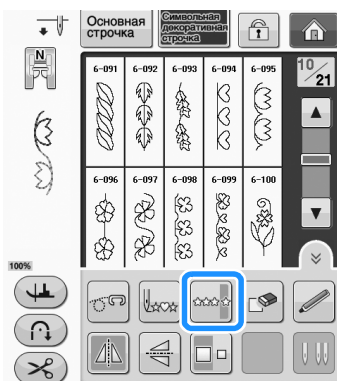 Основная
строчка
Символьная
декоративная
строчка
N
10/21
6-091 6-092 6-093 6-094 6-095
6-096 6-097 6-098 6-099 6-100
100%